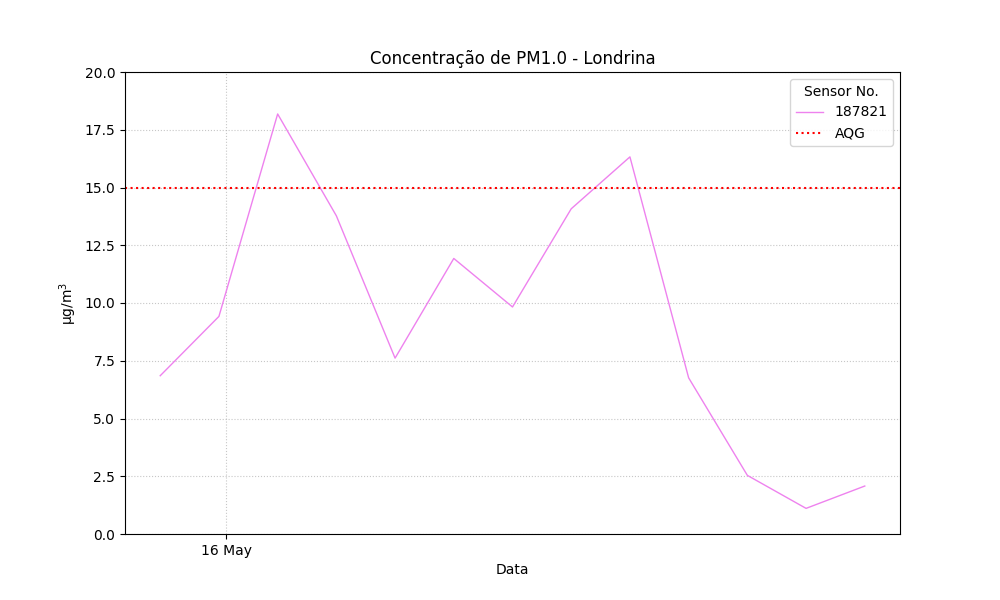 Concentração de PM1.0 - Londrina
Sensor No.
187821
AQG
20.0
17.5
15.0
12.5
10.0
7.5
5.0
2.5
0.0
µg/m³
16 May
Data